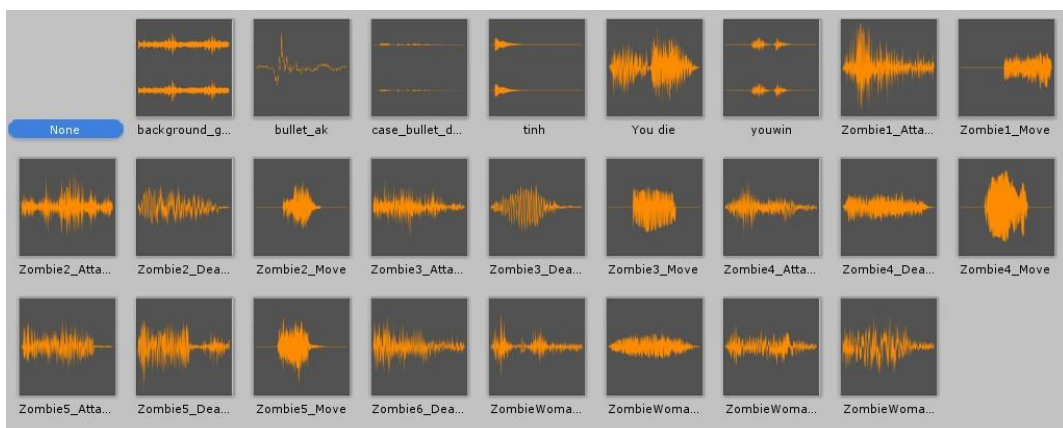 None
background_g...
bullet_ak
case_bullet_d...
tinh
You die
youwin
Zombie1_Atta...
Zombie1_Move
Zombie2_Atta...
Zombie2_Dea...
Zombie2_Move
Zombie3_Atta...
Zombie3_Dea...
Zombie3_Move
Zombie4_Atta...
Zombie4_Dea...
Zombie4_Move
Zombie5_Atta...
Zombie5_Dea...
Zombie5_Move
Zombie6_Dea...
ZombieWoma...
ZombieWoma...
ZombieWoma...
ZombieWoma...